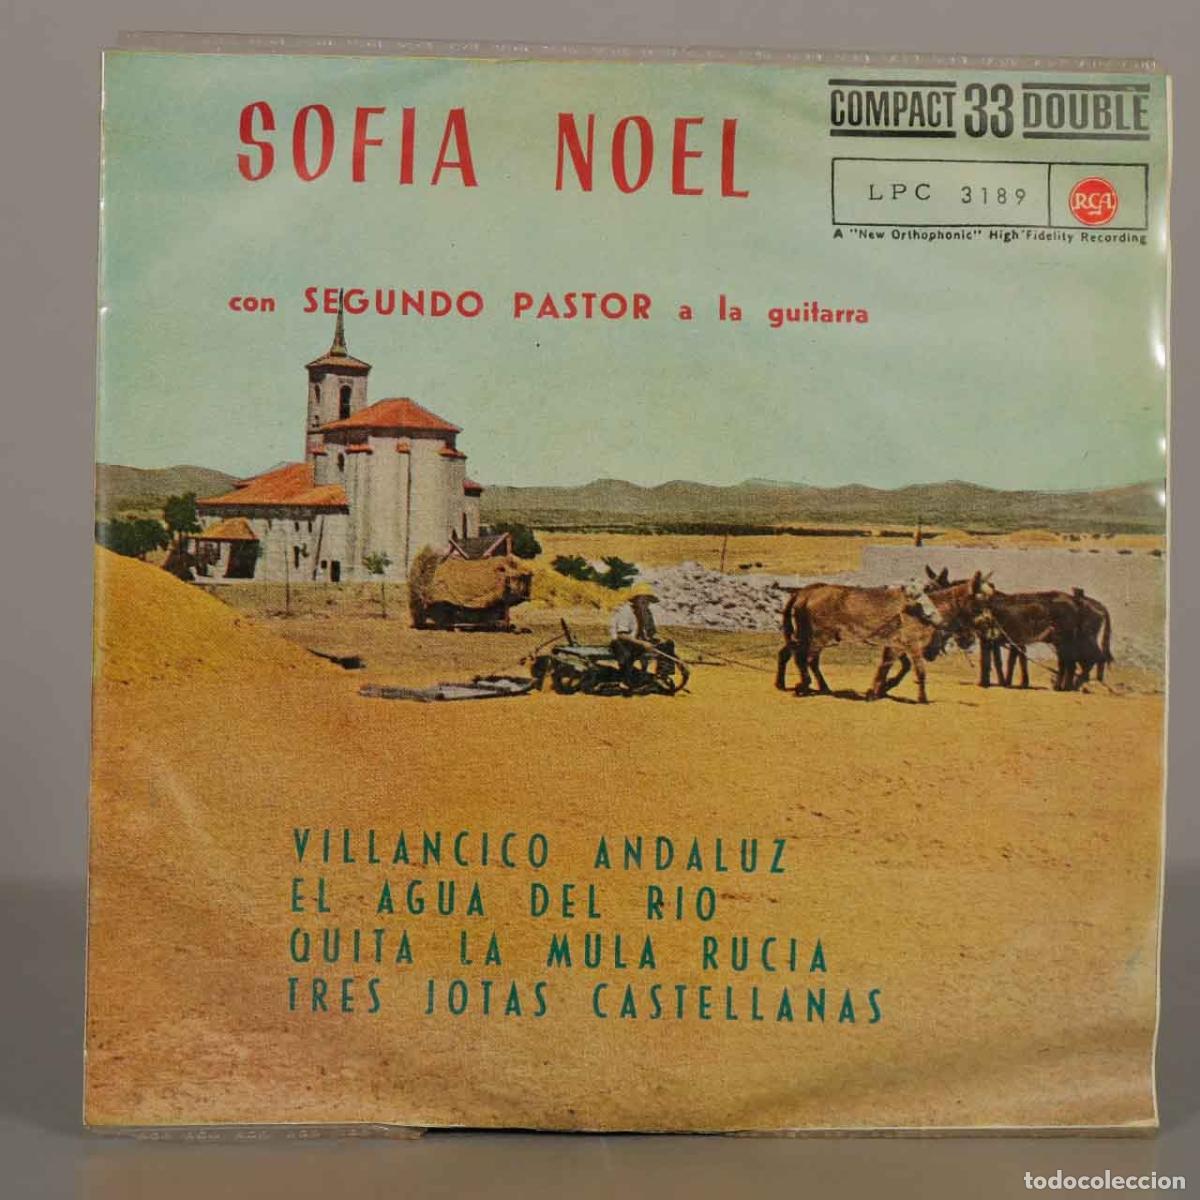 SOFIA NOEL
COMPACT 33 DOUBLE
LPC 3189
RCA
A "New Orthophonic" High Fidelity Recording
con SEGUNDO PASTOR a la guitarra
VILLANCICO ANDALUZ
EL AGUA DEL RIO
QUITA LA MULA RUCIA
TRES JOTAS CASTELLANAS
todocoleccion